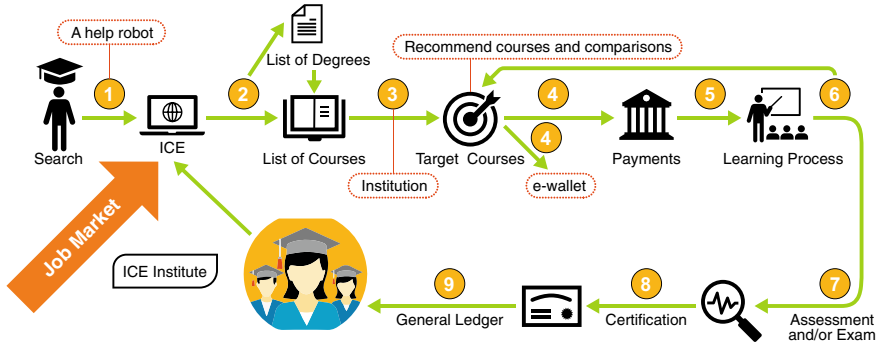 A help robot
1
Search
ICE
2
List of Degrees
List of Courses
3
Institution
Recommend courses and comparisons
Target Courses
4
4
e-wallet
Payments
5
Learning Process
6
7
Assessment
and/or Exam
8
Certification
9
General Ledger
ICE Institute
Job Market